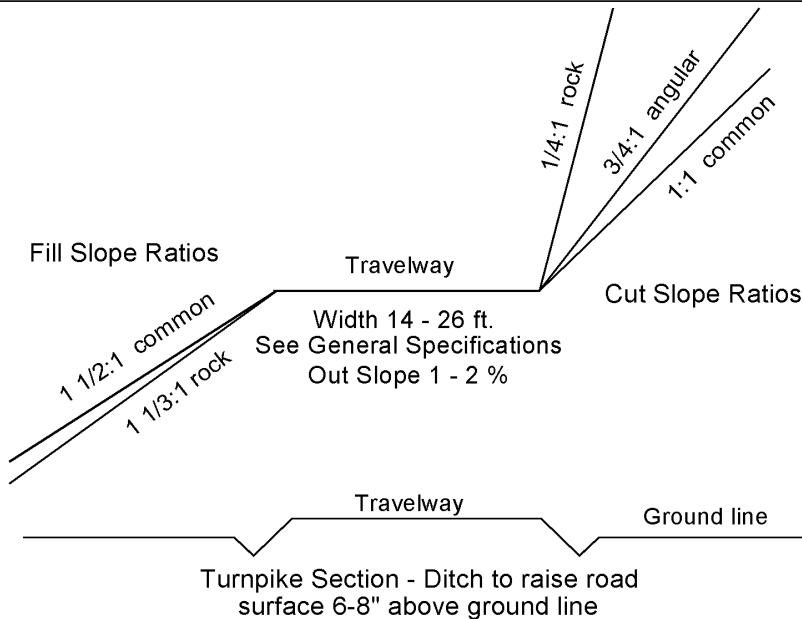 1/4:1 rock
3/4:1 angular
1:1 common
Fill Slope Ratios
Travelway
Cut Slope Ratios
Width 14 - 26 ft.
See General Specifications
Out Slope 1 - 2 %
1 1/2:1 common
1 1/3:1 rock
Travelway
Ground line
Turnpike Section - Ditch to raise road
surface 6-8" above ground line